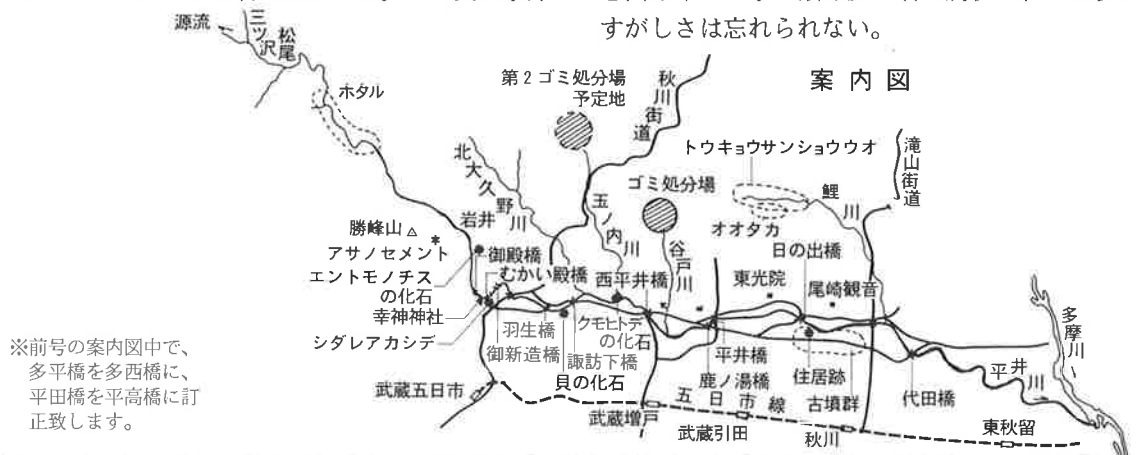 すがしさは忘れられない。
案内図
源流
三ツ沢
松尾
ホタル
第2ゴミ処分場
予定地
秋川街道
トウキョウサンショウウオ
滝山街道
北大久野川
ゴミ処分場
鯉川
岩井
玉ノ内川
オオタカ
勝峰山
アサノセメント
御殿橋
谷戸川
日の出橋
エントモノチス
の化石
むかい殿橋
西平井橋
東光院
尾崎観音
幸神神社
羽生橋
クモヒトデ
の化石
シダレアカシデ
御新造橋
諏訪下橋
平井橋
多摩川
貝の化石
鹿ノ湯橋
住居跡
平井川
武蔵五日市
古墳群
代田橋
五日市線
武蔵増戸
武蔵引田
秋川
東秋留
※前号の案内図中で、
多平橋を多西橋に、
平田橋を平高橋に訂
正致します。